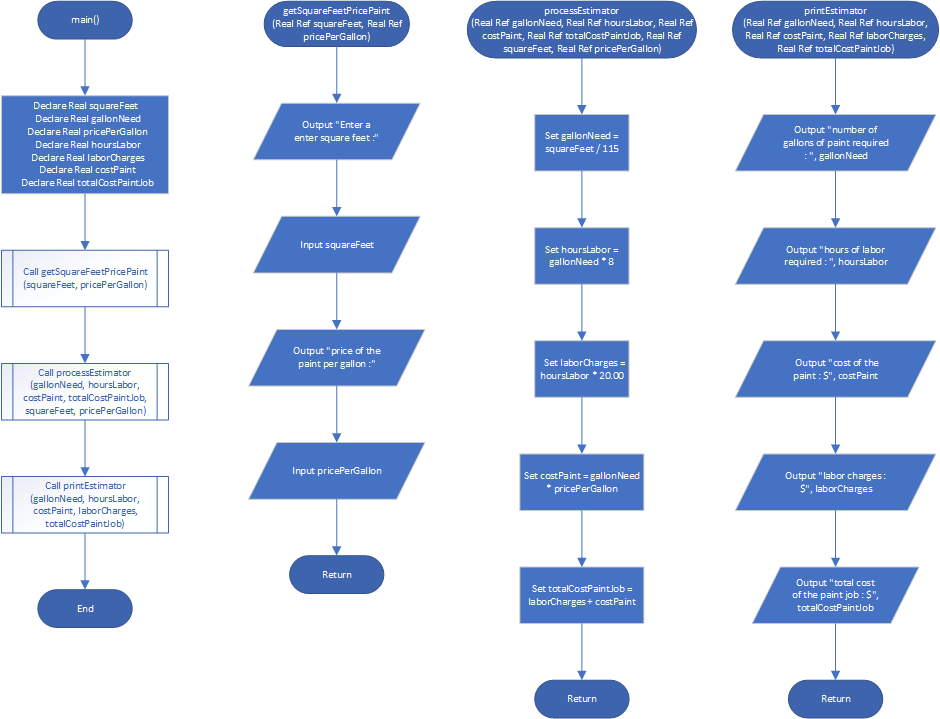 main()
Declare Real squareFeet
Declare Real gallonNeed
Declare Real pricePerGallon
Declare Real hoursLabor
Declare Real laborCharges
Declare Real costPaint
Declare Real totalCostPaintJob
Call getSquareFeetPricePaint
(squareFeet, pricePerGallon)
Call processEstimator
(gallonNeed, hoursLabor,
costPaint, totalCostPaintJob,
squareFeet, pricePerGallon)
Call printEstimator
(gallonNeed, hoursLabor,
costPaint, laborCharges,
totalCostPaintJob)
End
getSquareFeetPricePaint
(Real Ref squareFeet, Real Ref
pricePerGallon)
Output "Enter a
enter square feet :"
Input squareFeet
Output "price of the
paint per gallon :"
Input pricePerGallon
Return
processEstimator
(Real Ref gallonNeed, Real Ref hoursLabor, Real Ref
costPaint, Real Ref totalCostPaintJob, Real Ref
squareFeet, Real Ref pricePerGallon)
Set gallonNeed =
squareFeet / 115
Set hoursLabor =
gallonNeed * 8
Set laborCharges =
hoursLabor * 20.00
Set costPaint = gallonNeed
* pricePerGallon
Set totalCostPaintJob =
laborCharges + costPaint
Return
printEstimator
(Real Ref gallonNeed, Real Ref hoursLabor,
Real Ref costPaint, Real Ref laborCharges,
Real Ref totalCostPaintJob)
Output "number of
gallons of paint required
: ", gallonNeed
Output "hours of labor
required : ", hoursLabor
Output "cost of the
paint : $", costPaint
Output "labor charges :
$", laborCharges
Output "total cost
of the paint job : $",
totalCostPaintJob
Return